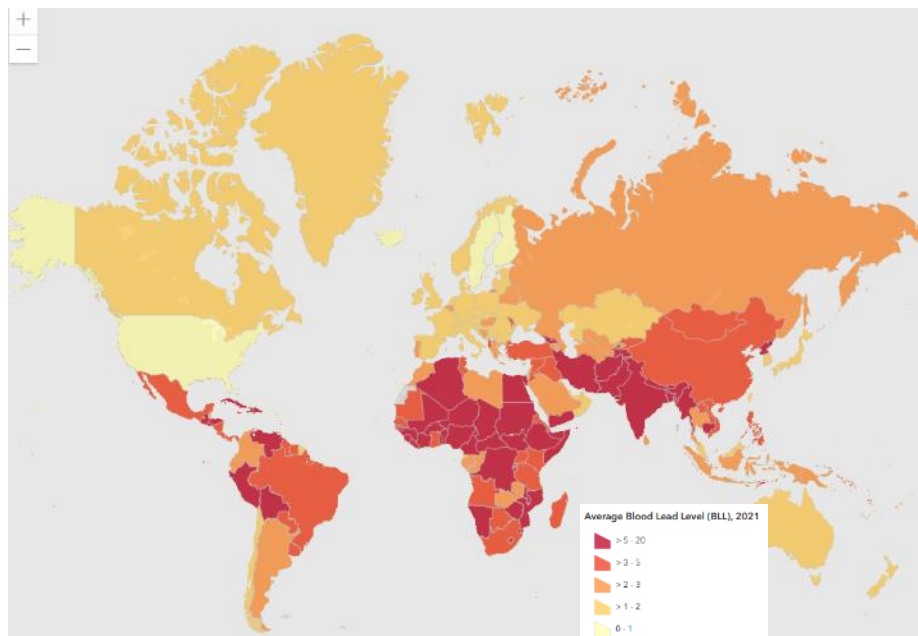 +
−
Average Blood Lead Level (BLL), 2021
> 5 - 20
> 3 - 5
> 2 - 3
> 1 - 2
0 - 1